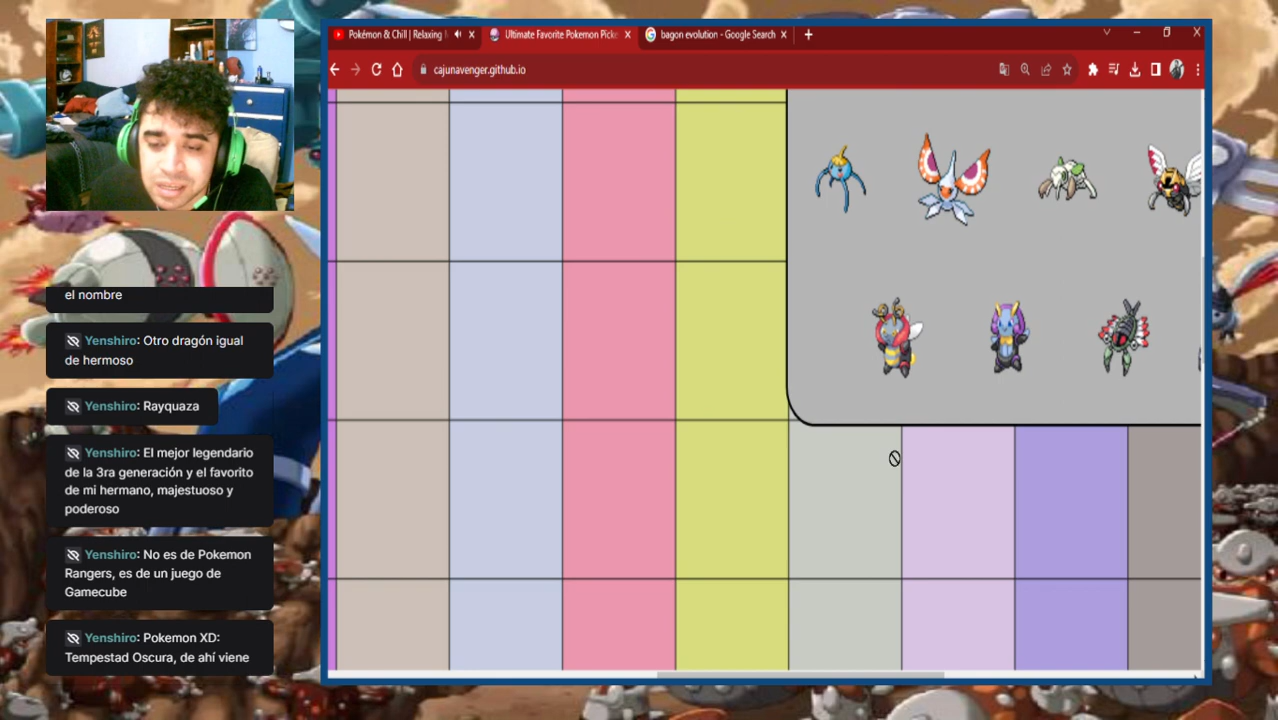 Pokémon & Chill | Relaxing
Ultimate Favorite Pokemon Picke
bagon evolution - Google Search
cajunavenger.github.io
el nombre
Yenshiro: Otro dragón igual
de hermoso
Yenshiro: Rayquaza
Yenshiro: El mejor legendario
de la 3ra generación y el favorito
de mi hermano, majestuoso y
poderoso
Yenshiro: No es de Pokemon
Rangers, es de un juego de
Gamecube
Yenshiro: Pokemon XD:
Tempestad Oscura, de ahí viene